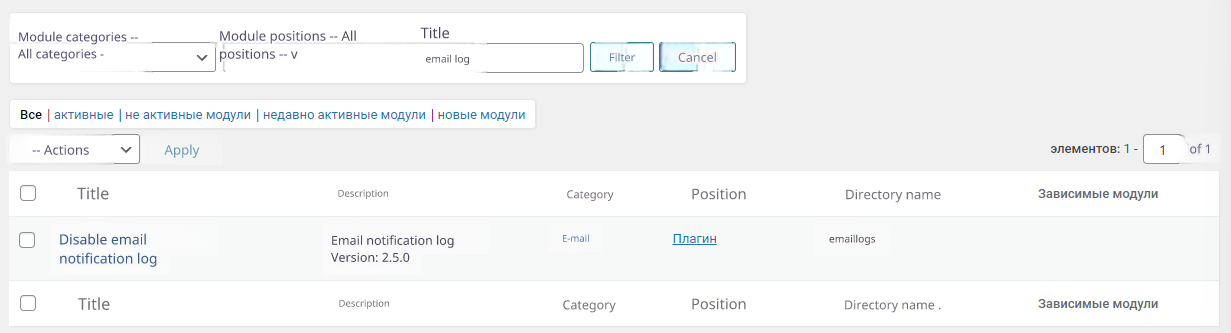 Module categories --
All categories -
Module positions -- All
positions -- v
Title
email log
Filter
Cancel
Все | активные | не активные модули | недавно активные модули | новые модули
-- Actions
Apply
элементов: 1 - 1 of 1
Title Description Category Position Directory name Зависимые модули
Disable email
notification log
Email notification log
Version: 2.5.0
E-mail
Плагин
emaillogs
Title Description Category Position Directory name . Зависимые модули